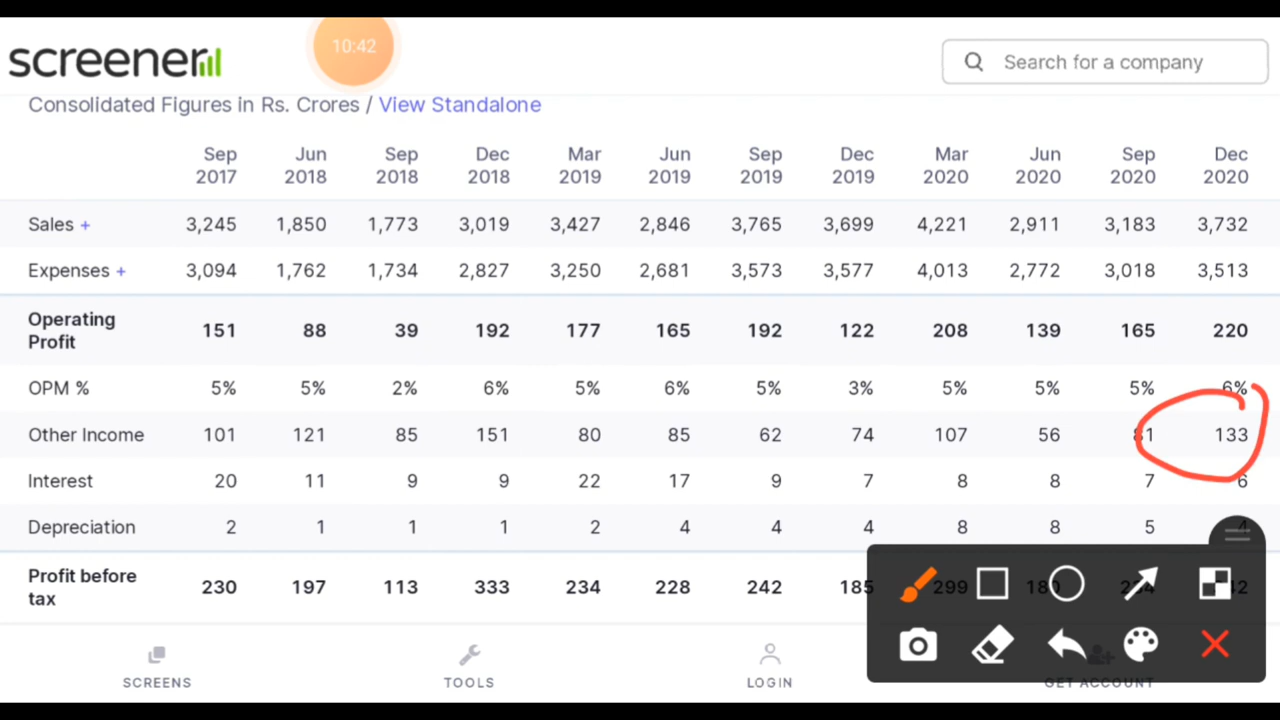 10:42
screener
Search for a company
Consolidated Figures in Rs. Crores / View Standalone
Sep 2017 Jun 2018 Sep 2018 Dec 2018 Mar 2019 Jun 2019 Sep 2019 Dec 2019 Mar 2020 Jun 2020 Sep 2020 Dec 2020
Sales + 3,245 1,850 1,773 3,019 3,427 2,846 3,765 3,699 4,221 2,911 3,183 3,732
Expenses + 3,094 1,762 1,734 2,827 3,250 2,681 3,573 3,577 4,013 2,772 3,018 3,513
Operating Profit 151 88 39 192 177 165 192 122 208 139 165 220
OPM % 5% 5% 2% 6% 5% 6% 5% 3% 5% 5% 5% 6%
Other Income 101 121 85 151 80 85 62 74 107 56 81 133
Interest 20 11 9 9 22 17 9 7 8 8 7 6
Depreciation 2 1 1 1 2 4 4 4 8 8 5 4
Profit before tax 230 197 113 333 234 228 242 185 299 180
SCREENS
TOOLS
LOGIN
GET ACCOUNT